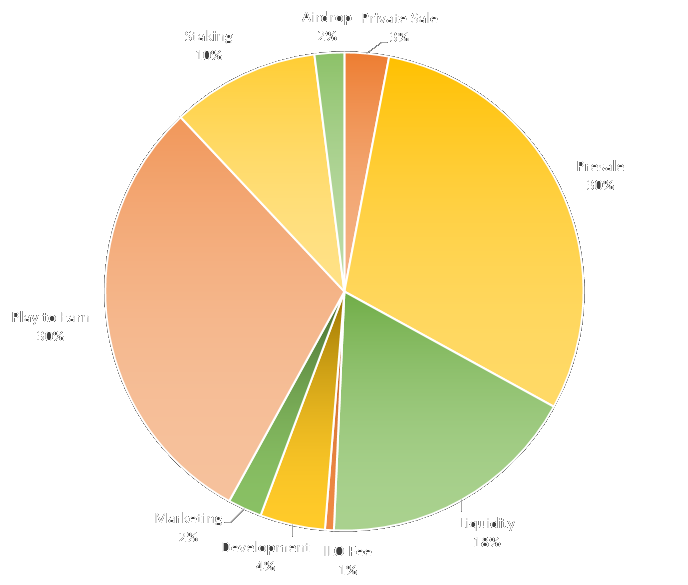 Airdrop
2%
Private Sale
3%
Staking
10%
Presale
30%
Play to Earn
30%
Marketing
2%
Development
4%
Fee
1%
Liquidity
18%